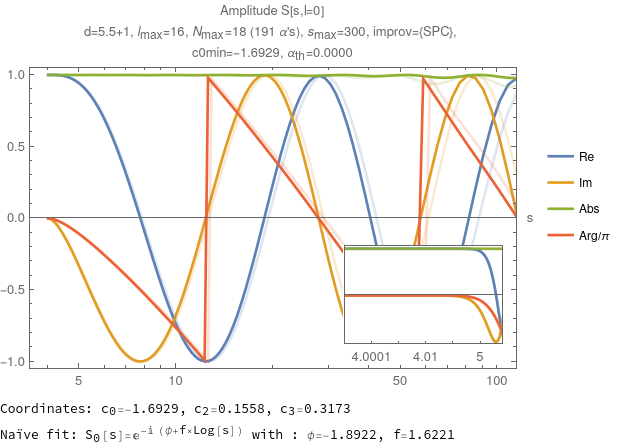 Amplitude S[s,l=0]
d=5.5+1, lmax=16, Nmax=18 (191 α's), smax=300, improv={SPC},
c0min=-1.6929, αth=0.0000
1.0
0.5
0.0
-0.5
-1.0
5
10
50
100
s
4.0001
4.01
5
Re
Im
Abs
Arg/π
Coordinates: c0=-1.6929, c2=0.1558, c3=0.3173
Naïve fit: S0[s]=e^-i (ϕ+f×Log[s]) with : ϕ=-1.8922, f=1.6221